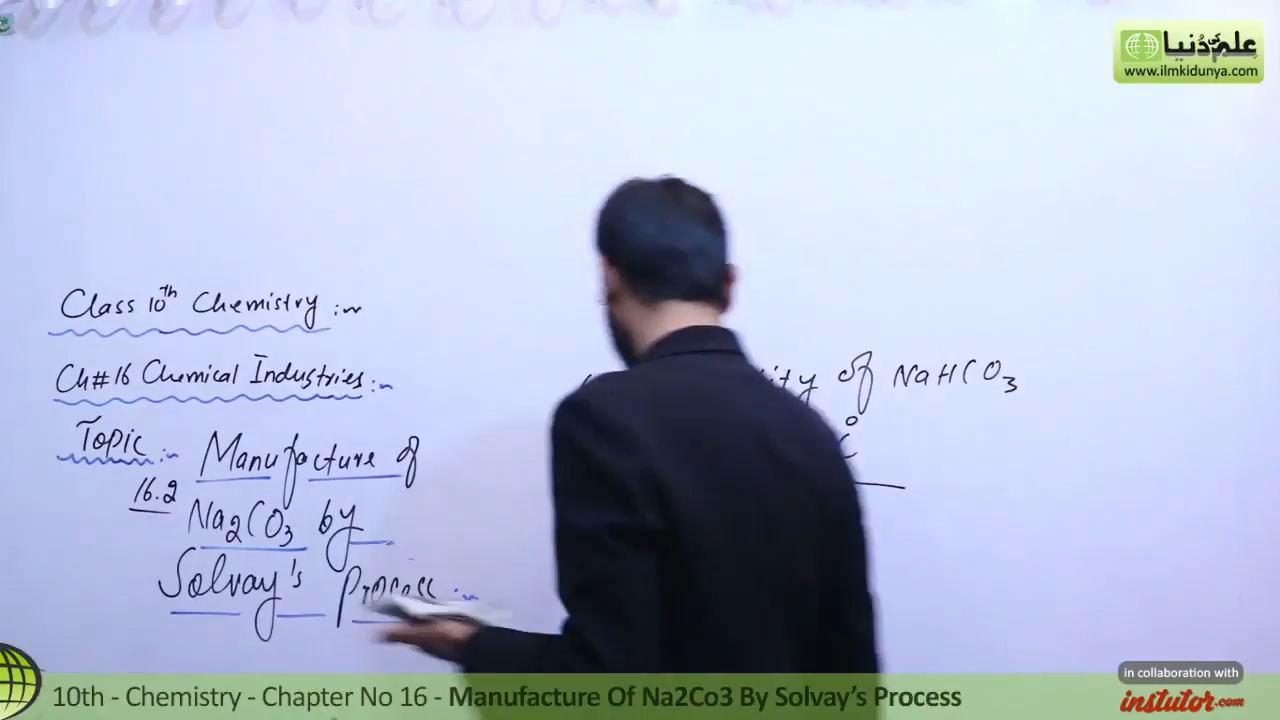 علم کی دُنیا
www.ilmkidunya.com
Class 10th Chemistry :~
Ch#16 Chemical Industries:~
Topic :~ Manufacture of
16.2
Na2CO3 by
Solvay's Process :~
of NaHCO3
in collaboration with
instutor.com
10th - Chemistry - Chapter No 16 - Manufacture Of Na2Co3 By Solvay’s Process